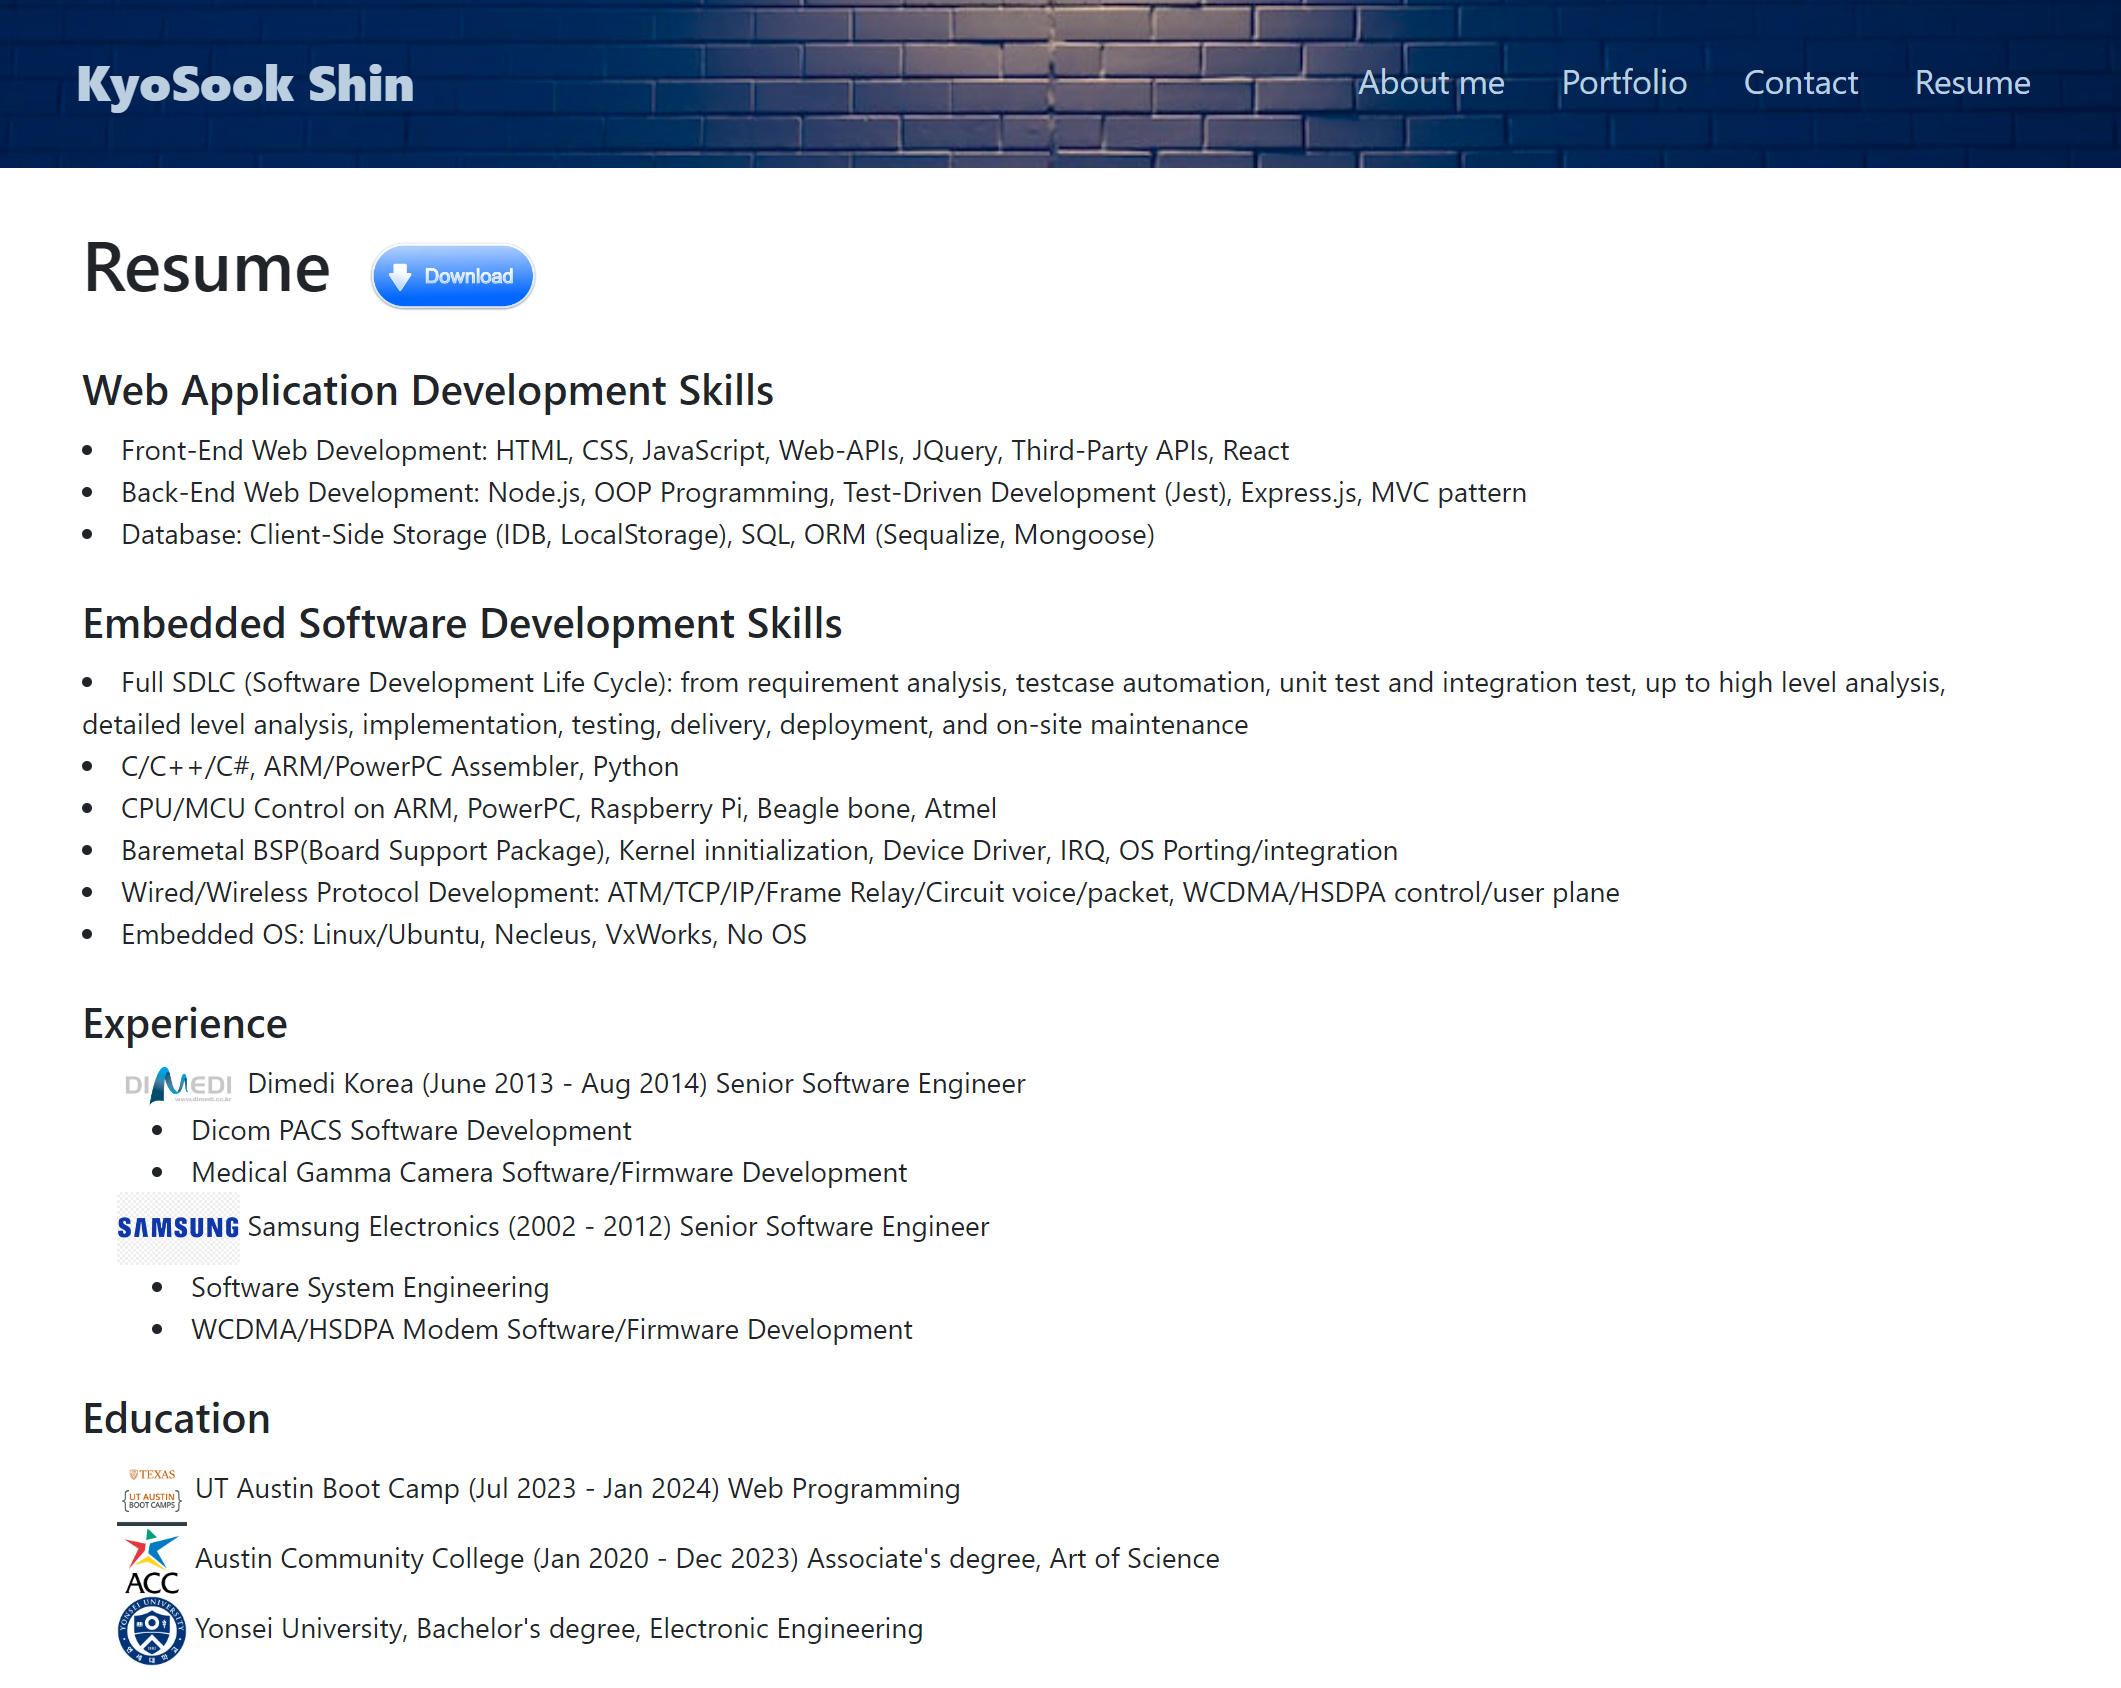 KyoSook Shin
About me
Portfolio
Contact
Resume
Resume
Download
Web Application Development Skills
• Front-End Web Development: HTML, CSS, JavaScript, Web-APIs, JQuery, Third-Party APIs, React
• Back-End Web Development: Node.js, OOP Programming, Test-Driven Development (Jest), Express.js, MVC pattern
• Database: Client-Side Storage (IDB, LocalStorage), SQL, ORM (Sequalize, Mongoose)
Embedded Software Development Skills
• Full SDLC (Software Development Life Cycle): from requirement analysis, testcase automation, unit test and integration test, up to high level analysis,
detailed level analysis, implementation, testing, delivery, deployment, and on-site maintenance
• C/C++/C#, ARM/PowerPC Assembler, Python
• CPU/MCU Control on ARM, PowerPC, Raspberry Pi, Beagle bone, Atmel
• Baremetal BSP(Board Support Package), Kernel innitialization, Device Driver, IRQ, OS Porting/integration
• Wired/Wireless Protocol Development: ATM/TCP/IP/Frame Relay/Circuit voice/packet, WCDMA/HSDPA control/user plane
• Embedded OS: Linux/Ubuntu, Necleus, VxWorks, No OS
Experience
DIMEDI
www.dimedi.co.kr
Dimedi Korea (June 2013 - Aug 2014) Senior Software Engineer
• Dicom PACS Software Development
• Medical Gamma Camera Software/Firmware Development
SAMSUNG
Samsung Electronics (2002 - 2012) Senior Software Engineer
• Software System Engineering
• WCDMA/HSDPA Modem Software/Firmware Development
Education
TEXAS
{UT AUSTIN
BOOT CAMPS}
UT Austin Boot Camp (Jul 2023 - Jan 2024) Web Programming
ACC
Austin Community College (Jan 2020 - Dec 2023) Associate's degree, Art of Science
YONSEI UNIVERSITY
연세대학교
Yonsei University, Bachelor's degree, Electronic Engineering